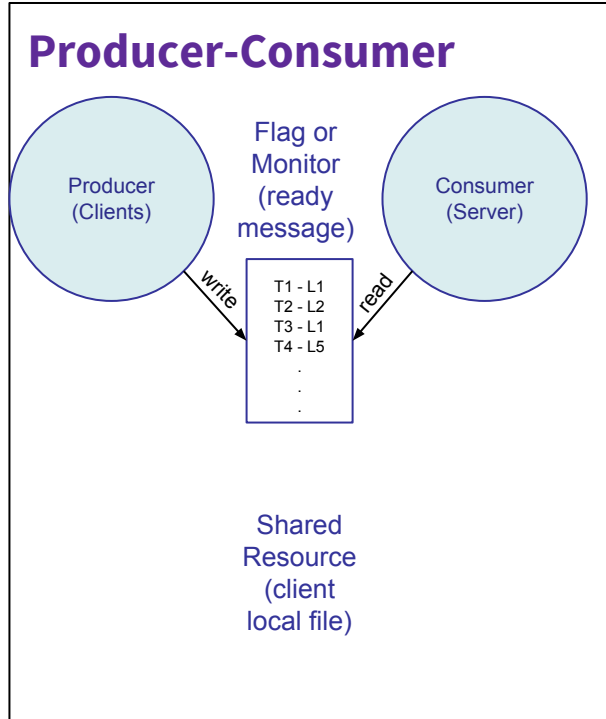 Producer-Consumer
Flag or
Monitor
(ready
message)
Producer
(Clients)
Consumer
(Server)
write
read
T1 - L1
T2 - L2
T3 - L1
T4 - L5
.
.
.
Shared
Resource
(client
local file)